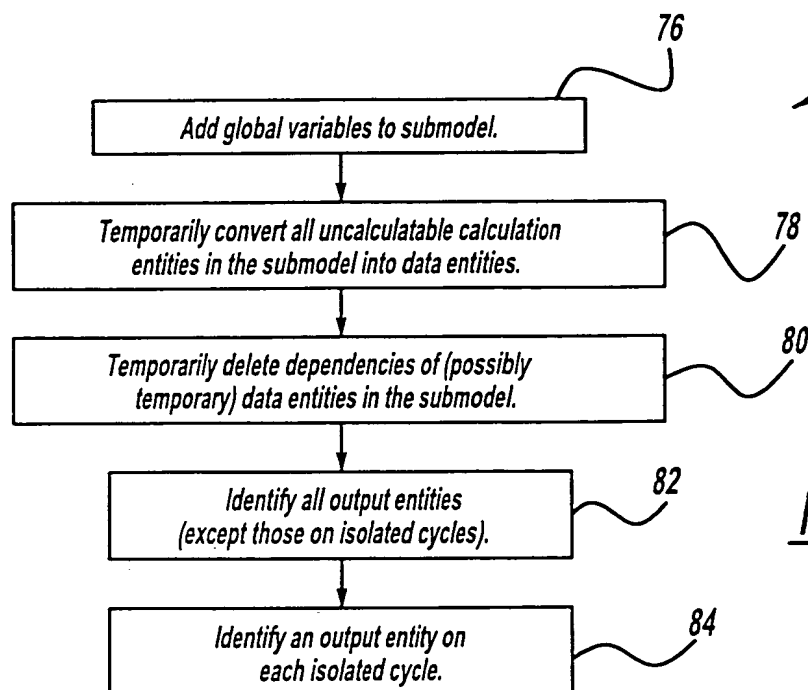 76
Add global variables to submodel.
Temporarily convert all uncalculatable calculation
entities in the submodel into data entities.
78
Temporarily delete dependencies of (possibly
temporary) data entities in the submodel.
80
Identify all output entities
(except those on isolated cycles).
82
Identify an output entity on
each isolated cycle.
84